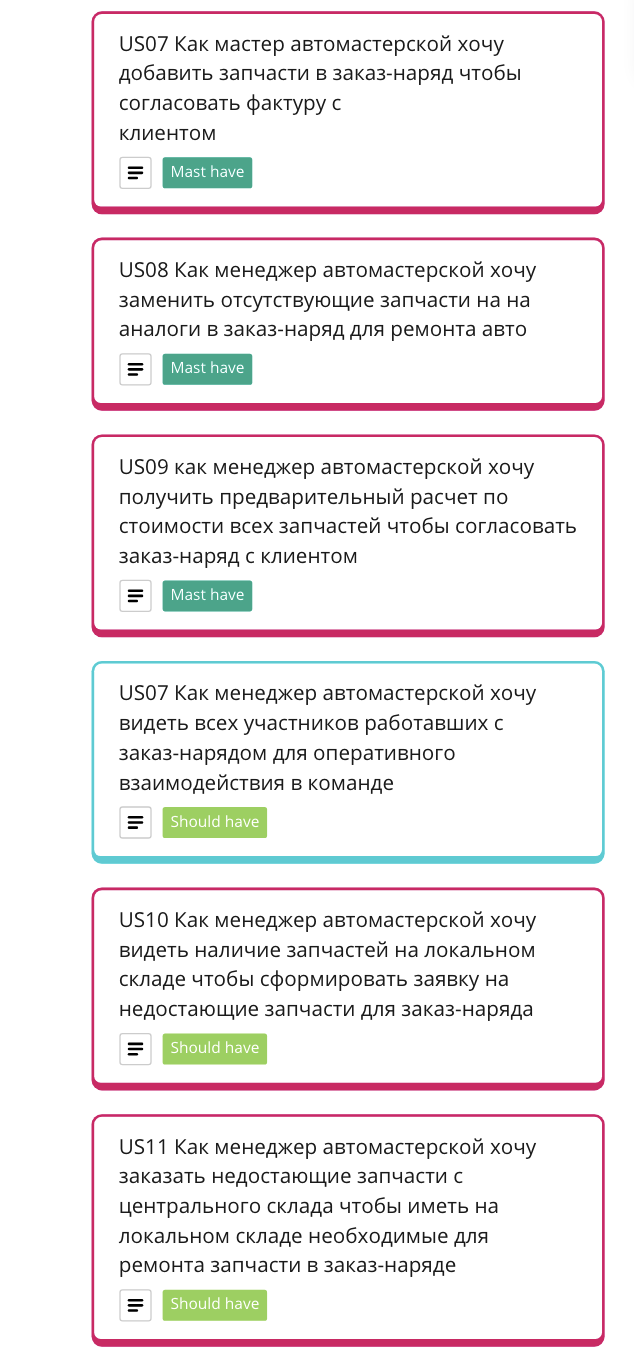 US07 Как мастер автомастерской хочу
добавить запчасти в заказ-наряд чтобы
согласовать фактуру с
клиентом
Mast have
US08 Как менеджер автомастерской хочу
заменить отсутствующие запчасти на на
аналоги в заказ-наряд для ремонта авто
Mast have
US09 как менеджер автомастерской хочу
получить предварительный расчет по
стоимости всех запчастей чтобы согласовать
заказ-наряд с клиентом
Mast have
US07 Как менеджер автомастерской хочу
видеть всех участников работавших с
заказ-нарядом для оперативного
взаимодействия в команде
Should have
US10 Как менеджер автомастерской хочу
видеть наличие запчастей на локальном
складе чтобы сформировать заявку на
недостающие запчасти для заказ-наряда
Should have
US11 Как менеджер автомастерской хочу
заказать недостающие запчасти с
центрального склада чтобы иметь на
локальном складе необходимые для
ремонта запчасти в заказ-наряде
Should have